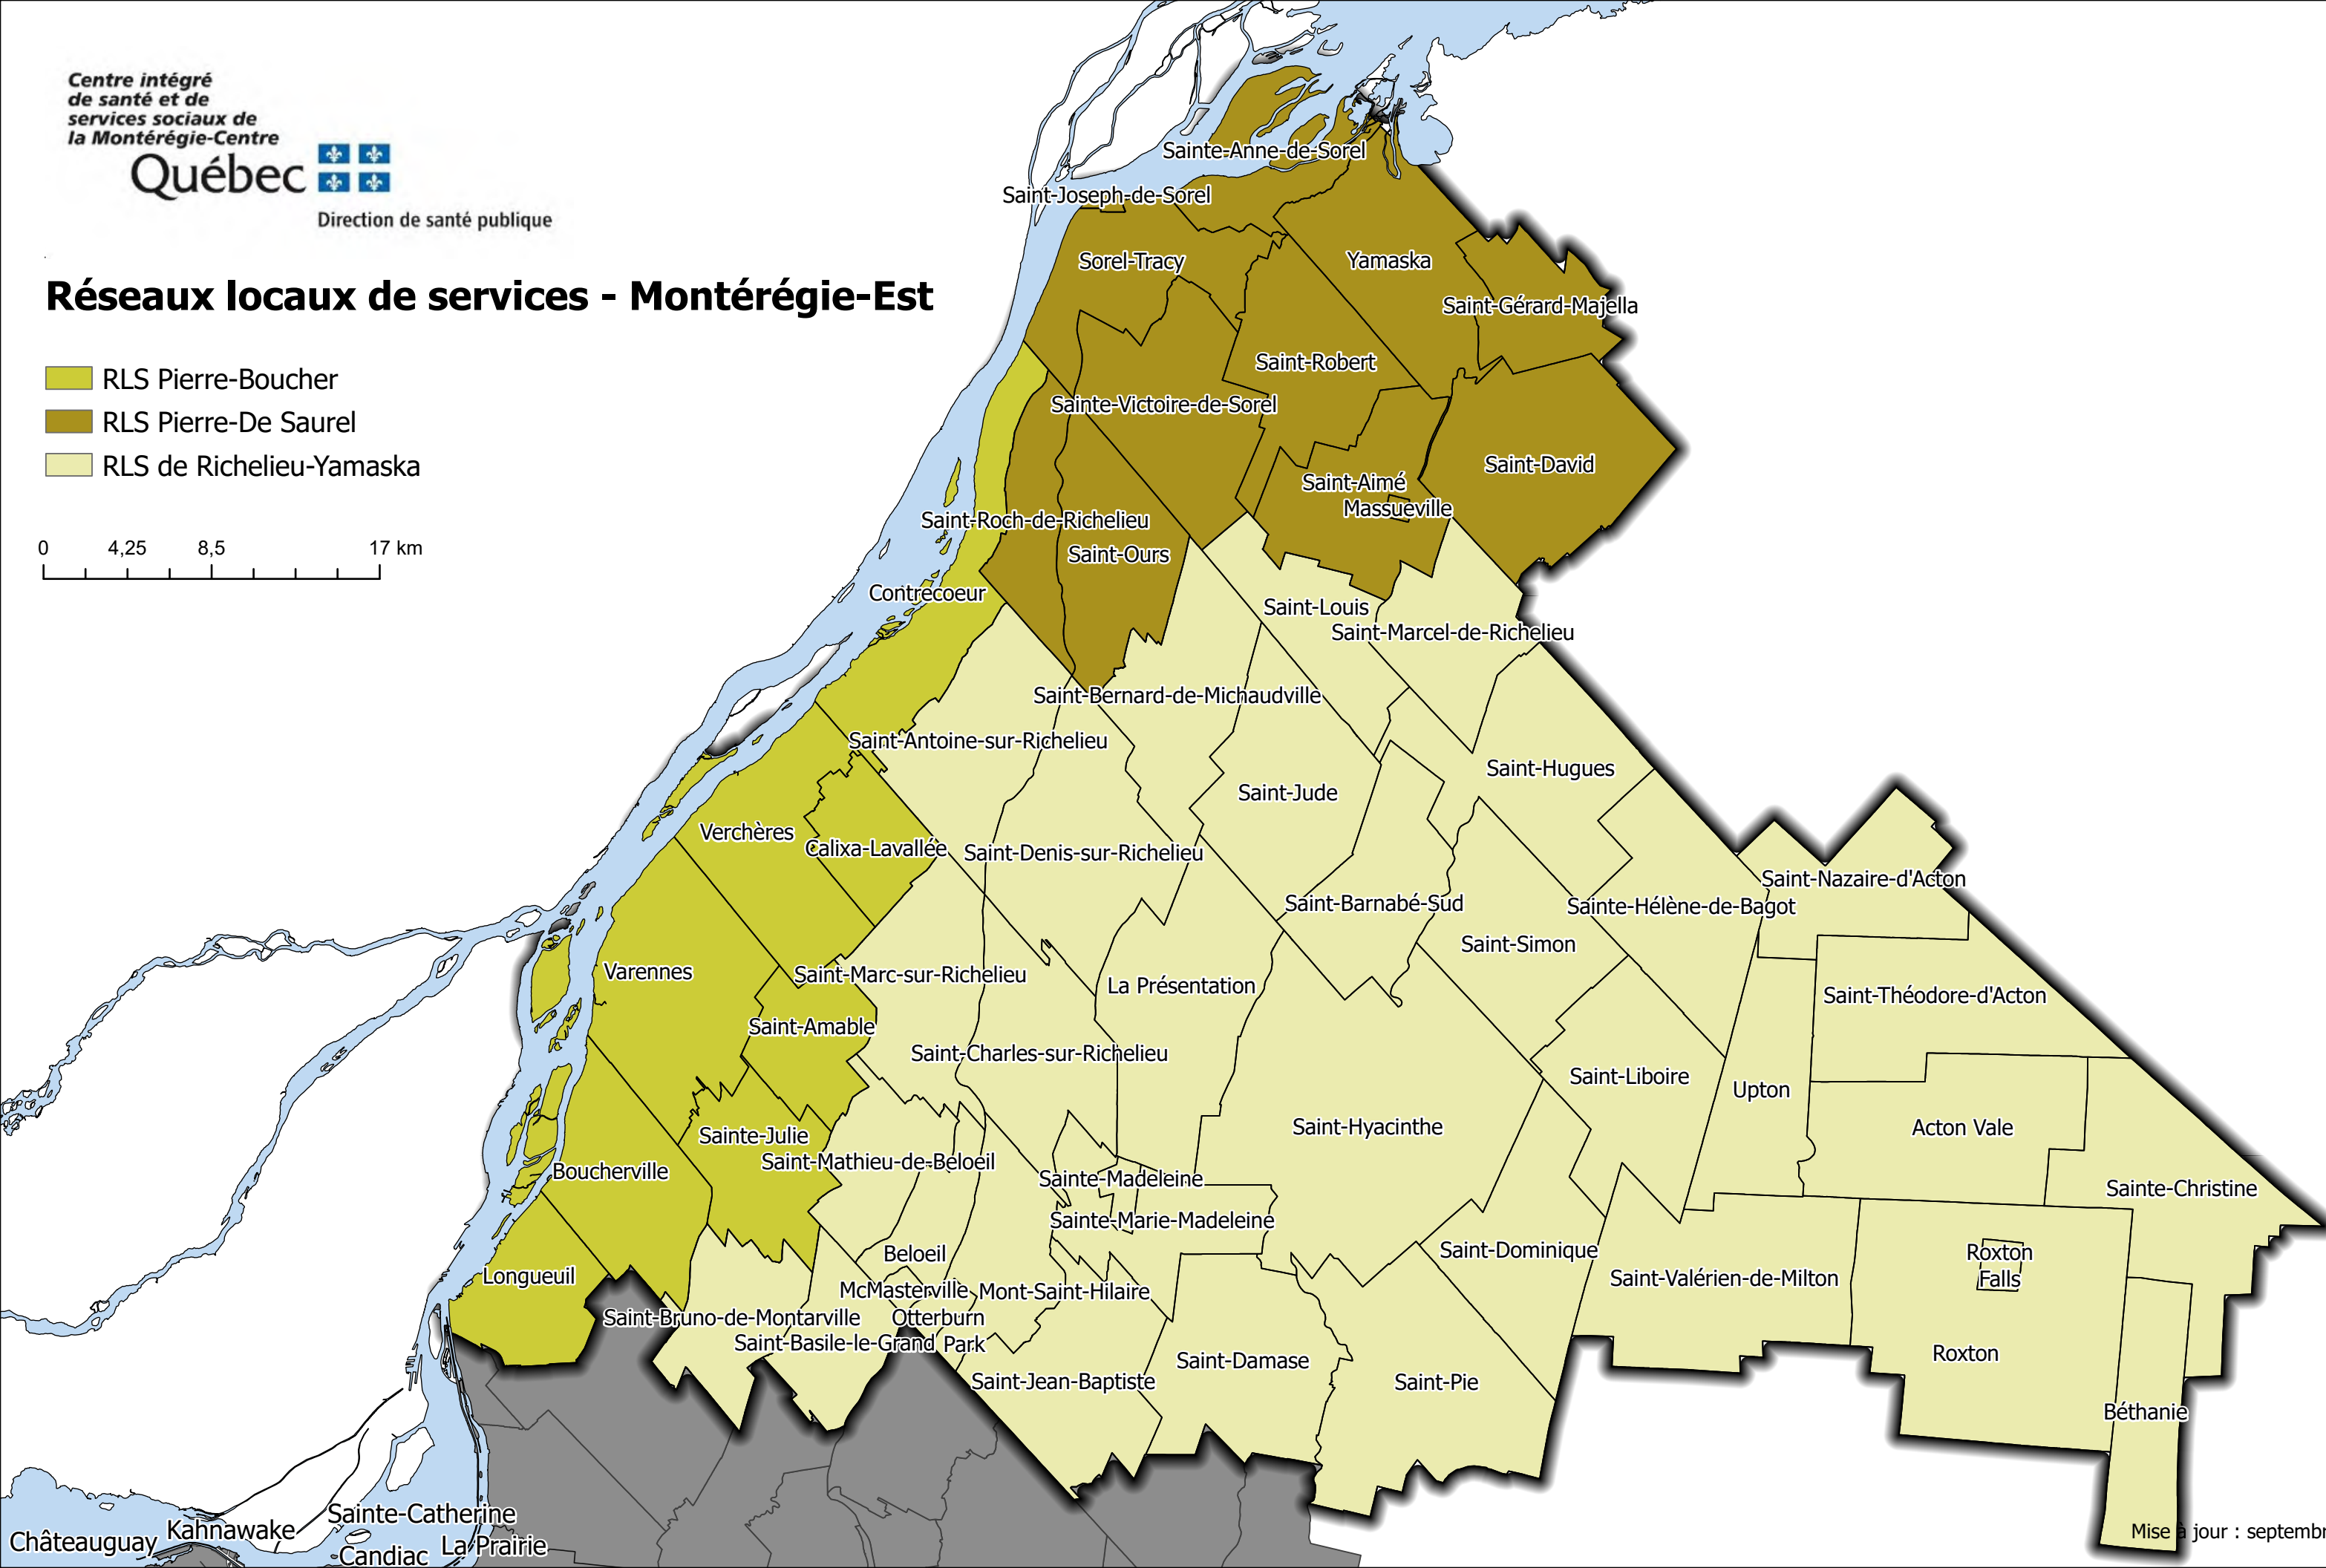 Centre intégré
de santé et de
services sociaux de
la Montérégie-Centre
Québec
Direction de santé publique
Réseaux locaux de services - Montérégie-Est
RLS Pierre-Boucher
RLS Pierre-De Saurel
RLS de Richelieu-Yamaska
0 4,25 8,5 17 km
Sainte-Anne-de-Sorel
Saint-Joseph-de-Sorel
Sorel-Tracy
Yamaska
Saint-Gérard-Majella
Saint-Robert
Sainte-Victoire-de-Sorel
Saint-David
Saint-Aimé
Massueville
Saint-Roch-de-Richelieu
Saint-Ours
Contrecoeur
Saint-Louis
Saint-Marcel-de-Richelieu
Saint-Bernard-de-Michaudville
Saint-Antoine-sur-Richelieu
Saint-Hugues
Saint-Jude
Verchères
Calixa-Lavallée
Saint-Denis-sur-Richelieu
Saint-Nazaire-d'Acton
Saint-Barnabé-Sud
Sainte-Hélène-de-Bagot
Saint-Simon
Varennes
Saint-Marc-sur-Richelieu
La Présentation
Saint-Théodore-d'Acton
Saint-Amable
Saint-Charles-sur-Richelieu
Saint-Liboire
Upton
Saint-Hyacinthe
Acton Vale
Sainte-Julie
Saint-Mathieu-de-Beloeil
Boucherville
Sainte-Madeleine
Sainte-Christine
Sainte-Marie-Madeleine
Beloeil
Saint-Dominique
Roxton
Falls
Longueuil
Saint-Valérien-de-Milton
McMasterville
Mont-Saint-Hilaire
Saint-Bruno-de-Montarville
Otterburn
Park
Saint-Basile-le-Grand
Roxton
Saint-Damase
Saint-Jean-Baptiste
Saint-Pie
Béthanie
Sainte-Catherine
Kahnawake
Châteauguay
La Prairie
Candiac
Mise à jour : septembr